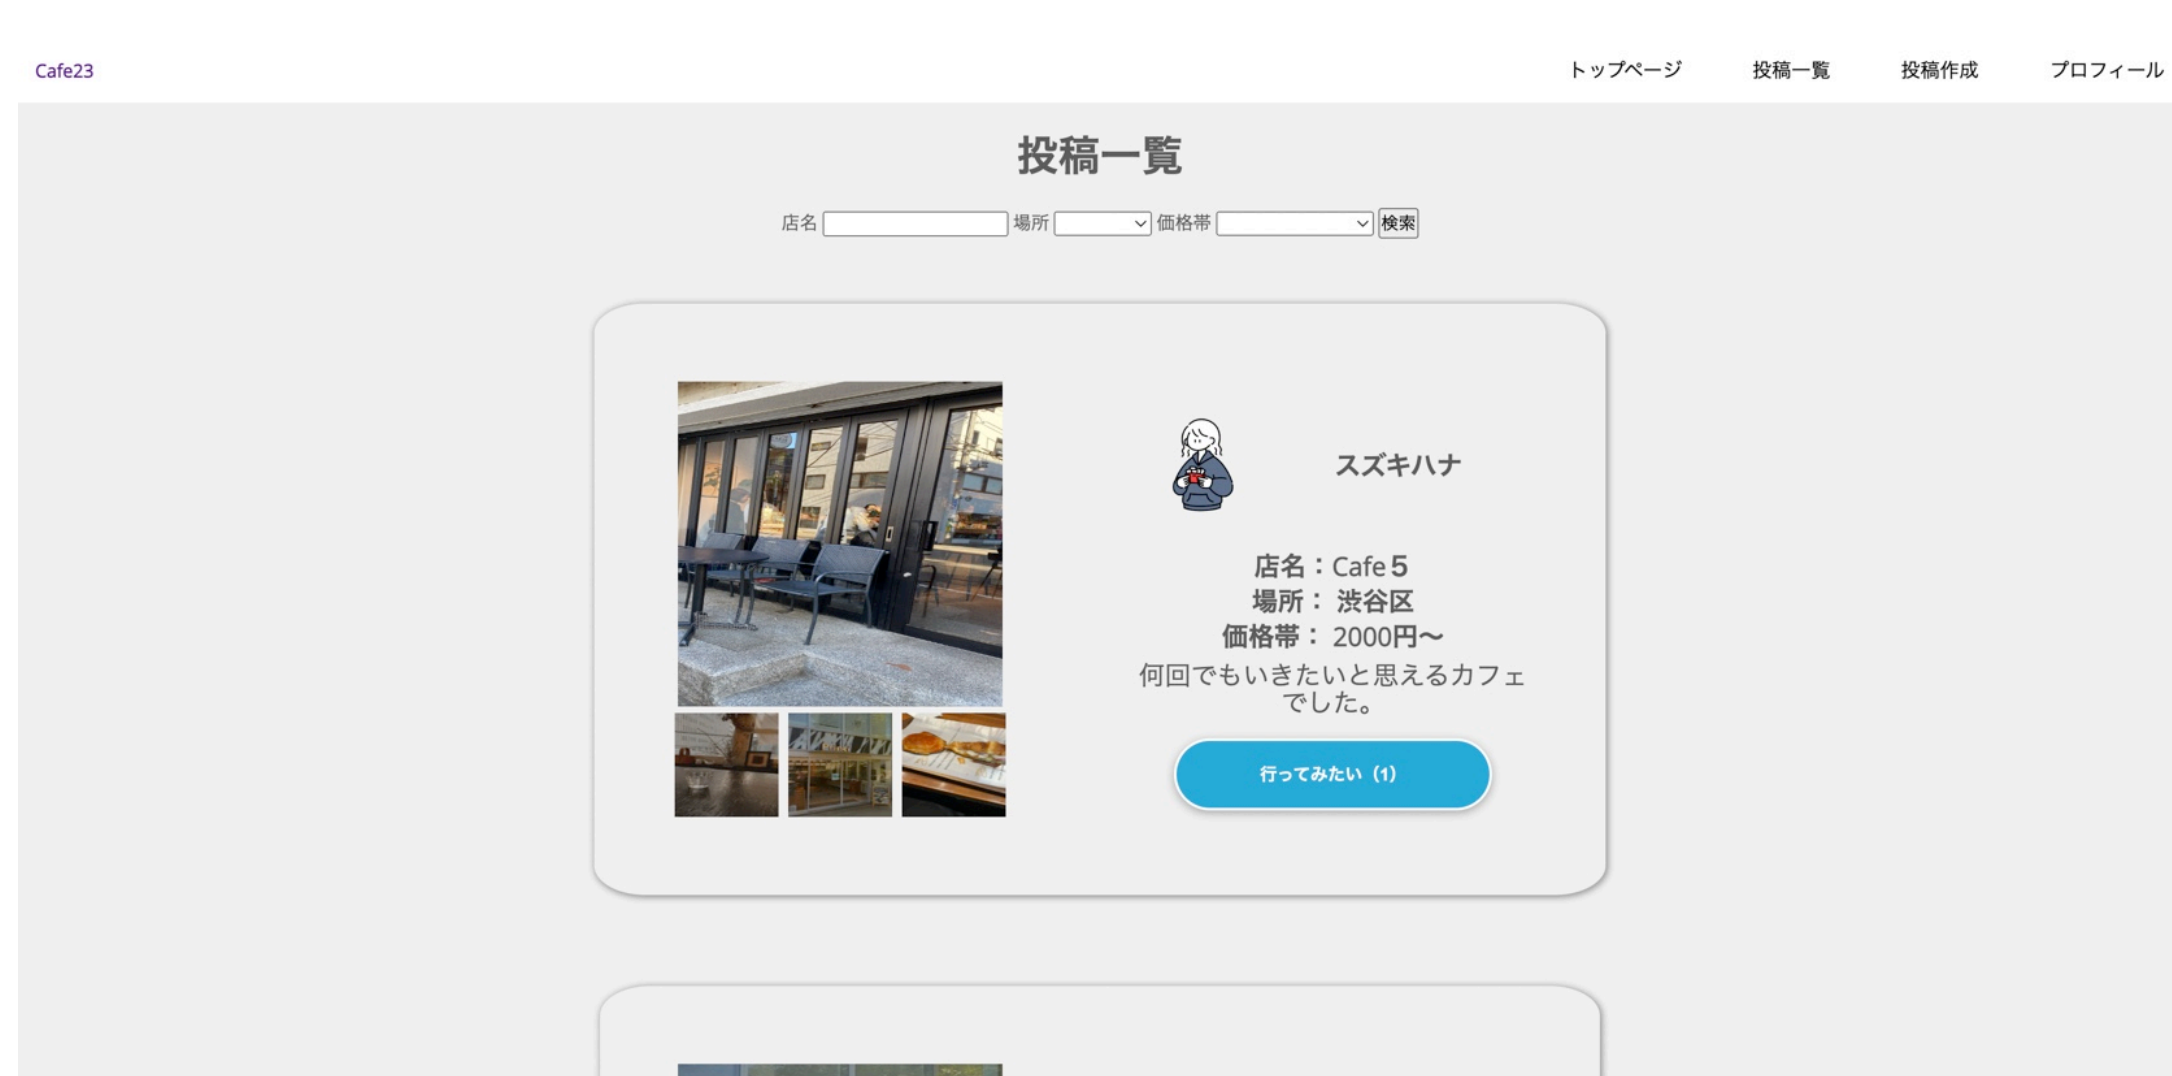 Cafe23
トップページ 投稿一覧 投稿作成 プロフィール
投稿一覧
店名 場所 価格帯 検索
スズキハナ
店名：Cafe５
場所： 渋谷区
価格帯： 2000円〜
何回でもいきたいと思えるカフェ
でした。
行ってみたい（1）